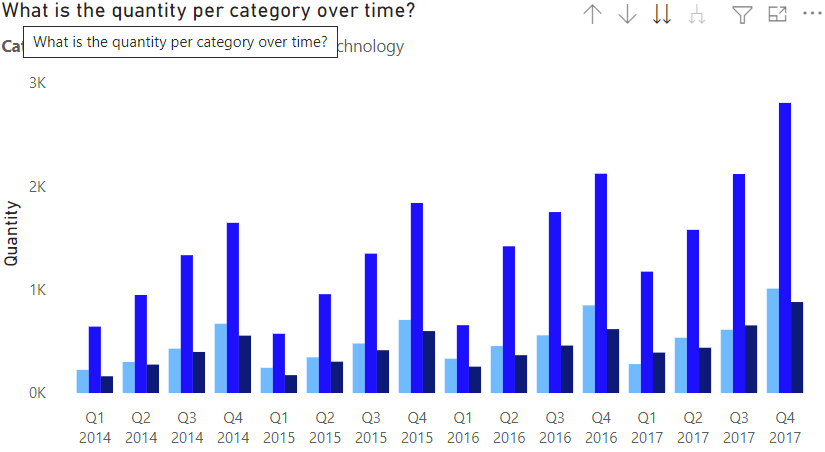 What is the quantity per category over time?
What is the quantity per category over time?
Cat chnology
3K
2K
1K
0K
Quantity
Q1 Q2 Q3 Q4 Q1 Q2 Q3 Q4 Q1 Q2 Q3 Q4 Q1 Q2 Q3 Q4
2014 2014 2014 2014 2015 2015 2015 2015 2016 2016 2016 2016 2017 2017 2017 2017